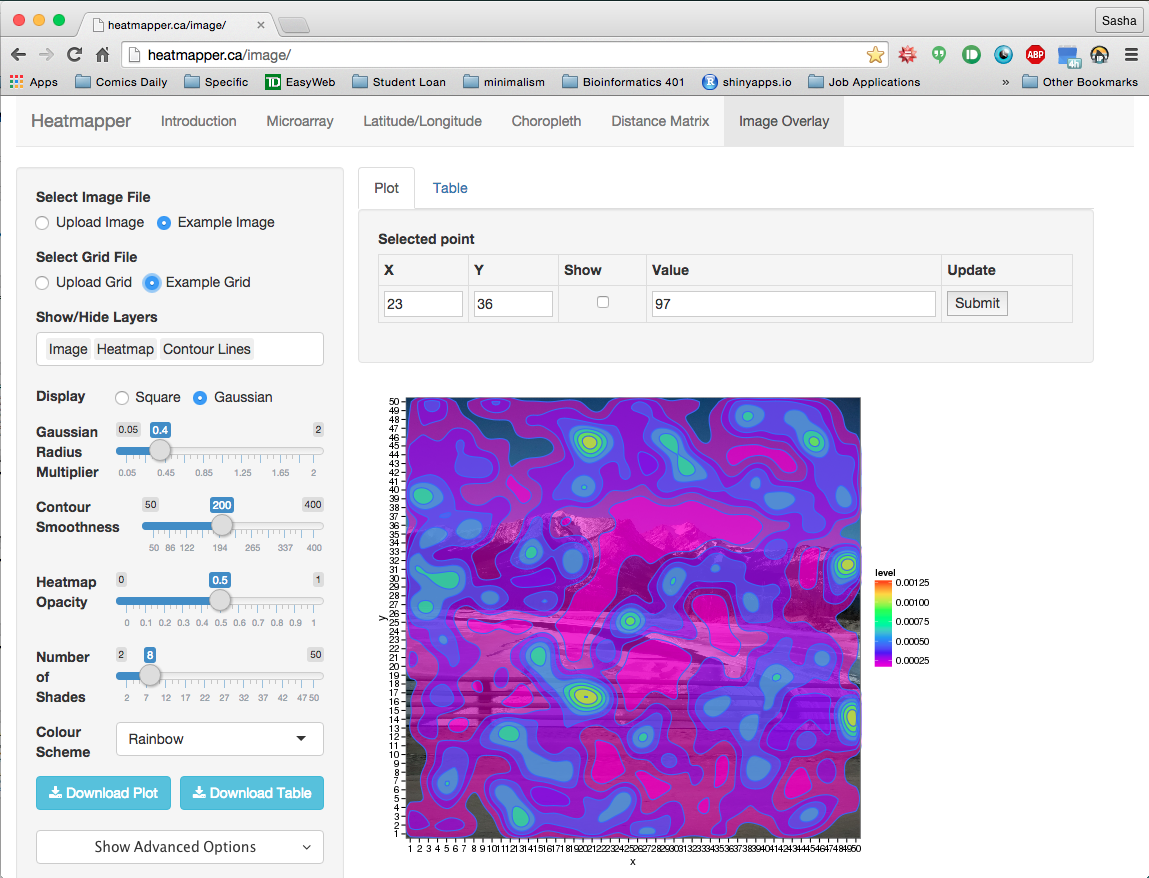 heatmapper.ca/image/
Sasha
heatmapper.ca/image/
ABP
4h
Apps Comics Daily Specific TD EasyWeb Student Loan minimalism Bioinformatics 401 R shinyapps.io Job Applications » Other Bookmarks
Heatmapper Introduction Microarray Latitude/Longitude Choropleth Distance Matrix Image Overlay
Select Image File
Upload Image Example Image
Select Grid File
Upload Grid Example Grid
Show/Hide Layers
Image Heatmap Contour Lines
Display Square Gaussian
Gaussian Radius Multiplier
0.05 0.4 2
0.05 0.45 0.85 1.25 1.65 2
Contour Smoothness
50 200 400
50 86 122 194 265 337 400
Heatmap Opacity
0 0.5 1
0 0.1 0.2 0.3 0.4 0.5 0.6 0.7 0.8 0.9 1
Number of Shades
2 8 50
2 7 12 17 22 27 32 37 42 47 50
Colour Scheme
Rainbow
Download Plot Download Table
Show Advanced Options
Plot Table
Selected point
X Y Show Value Update
23 36 97 Submit
50
49
48
47
46
45
44
43
42
41
40
39
38
37
36
35
34
33
32
31
30
29
28
27
26
25
24
23
22
21
20
19
18
17
16
15
14
13
12
11
10
9
8
7
6
5
4
3
2
1
y
1 2 3 4 5 6 7 8 9 10 11 12 13 14 15 16 17 18 19 20 21 22 23 24 25 26 27 28 29 30 31 32 33 34 35 36 37 38 39 40 41 42 43 44 45 46 47 48 49 50
x
level
0.00125
0.00100
0.00075
0.00050
0.00025